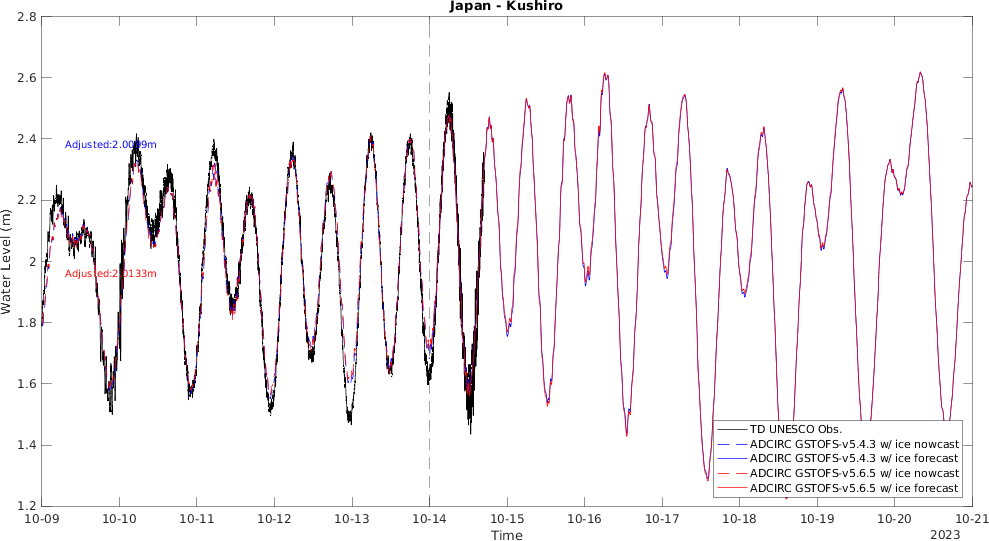 Japan - Kushiro
2.8
2.6
2.4
2.2
2
1.8
1.6
1.4
1.2
Water Level (m)
Adjusted:2.0099m
Adjusted:2.0133m
TD UNESCO Obs.
ADCIRC GSTOFS-v5.4.3 w/ ice nowcast
ADCIRC GSTOFS-v5.4.3 w/ ice forecast
ADCIRC GSTOFS-v5.6.5 w/ ice nowcast
ADCIRC GSTOFS-v5.6.5 w/ ice forecast
10-09 10-10 10-11 10-12 10-13 10-14 10-15 10-16 10-17 10-18 10-19 10-20 10-21
Time
2023